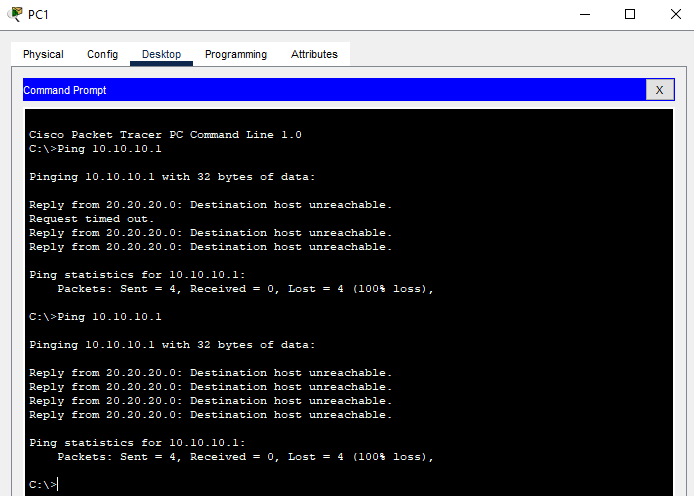 PC1
Physical Config Desktop Programming Attributes
Command Prompt X
Cisco Packet Tracer PC Command Line 1.0
C:\>Ping 10.10.10.1
Pinging 10.10.10.1 with 32 bytes of data:
Reply from 20.20.20.0: Destination host unreachable.
Request timed out.
Reply from 20.20.20.0: Destination host unreachable.
Reply from 20.20.20.0: Destination host unreachable.
Ping statistics for 10.10.10.1:
Packets: Sent = 4, Received = 0, Lost = 4 (100% loss),
C:\>Ping 10.10.10.1
Pinging 10.10.10.1 with 32 bytes of data:
Reply from 20.20.20.0: Destination host unreachable.
Reply from 20.20.20.0: Destination host unreachable.
Reply from 20.20.20.0: Destination host unreachable.
Reply from 20.20.20.0: Destination host unreachable.
Ping statistics for 10.10.10.1:
Packets: Sent = 4, Received = 0, Lost = 4 (100% loss),
C:\>